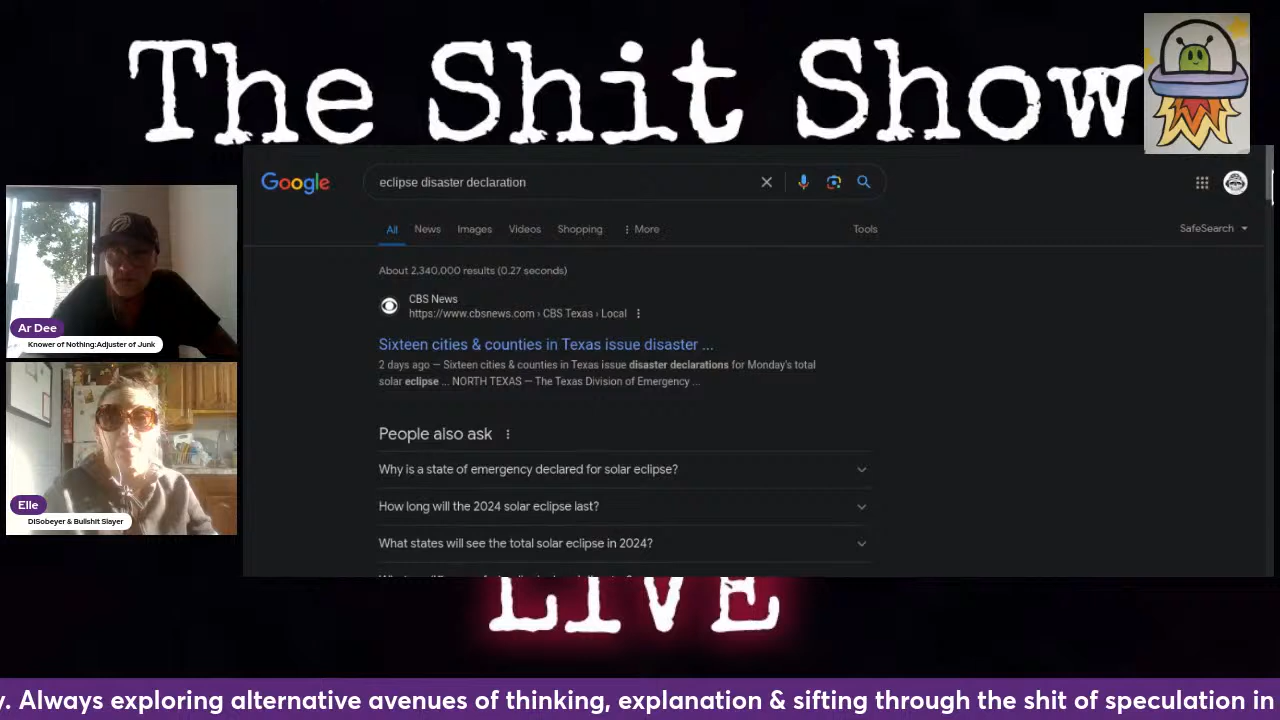 The Shit Show
Google
eclipse disaster declaration
All
News
Images
Videos
Shopping
More
Tools
SafeSearch
About 2,340,000 results (0.27 seconds)
CBS News
https://www.cbsnews.com › CBS Texas › Local
Sixteen cities & counties in Texas issue disaster ...
2 days ago — Sixteen cities & counties in Texas issue disaster declarations for Monday's total
solar eclipse ... NORTH TEXAS — The Texas Division of Emergency ...
People also ask
Why is a state of emergency declared for solar eclipse?
How long will the 2024 solar eclipse last?
What states will see the total solar eclipse in 2024?
Ar Dee
Knower of Nothing:Adjuster of Junk
Elle
DISobeyer & Bullshit Slayer
LIVE
y. Always exploring alternative avenues of thinking, explanation & sifting through the shit of speculation in